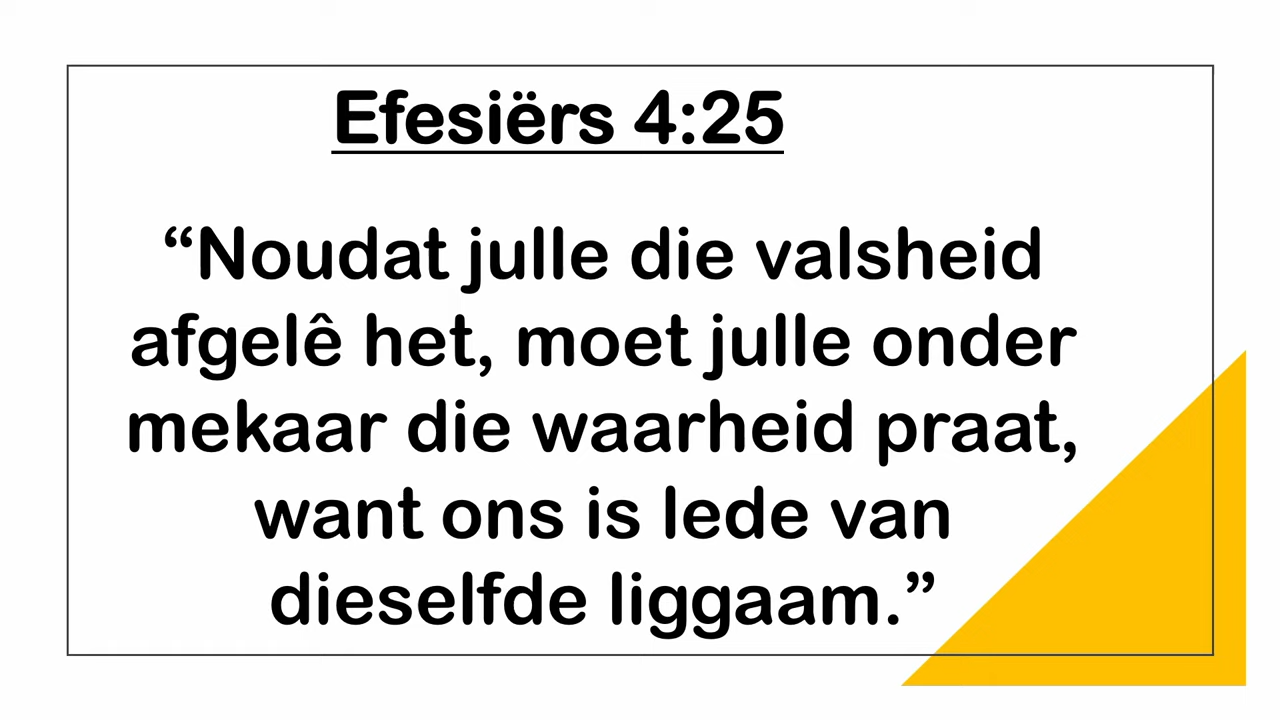 Efesiërs 4:25
“Noudat julle die valsheid
afgelê het, moet julle onder
mekaar die waarheid praat,
want ons is lede van
dieselfde liggaam.”